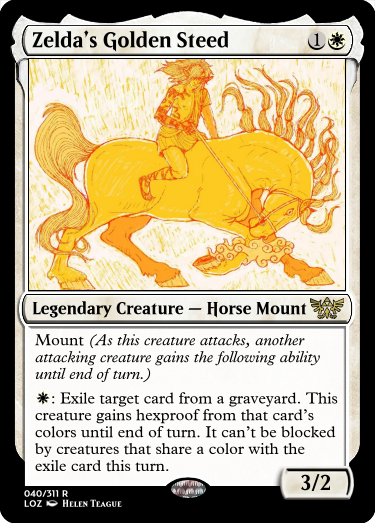 Zelda's Golden Steed 1
Legendary Creature — Horse Mount
Mount (As this creature attacks, another
attacking creature gains the following ability
until end of turn.)
: Exile target card from a graveyard. This
creature gains hexproof from that card's
colors until end of turn. It can't be blocked
by creatures that share a color with the
exile card this turn.
3/2
040/311 R
LOZ Helen Teague